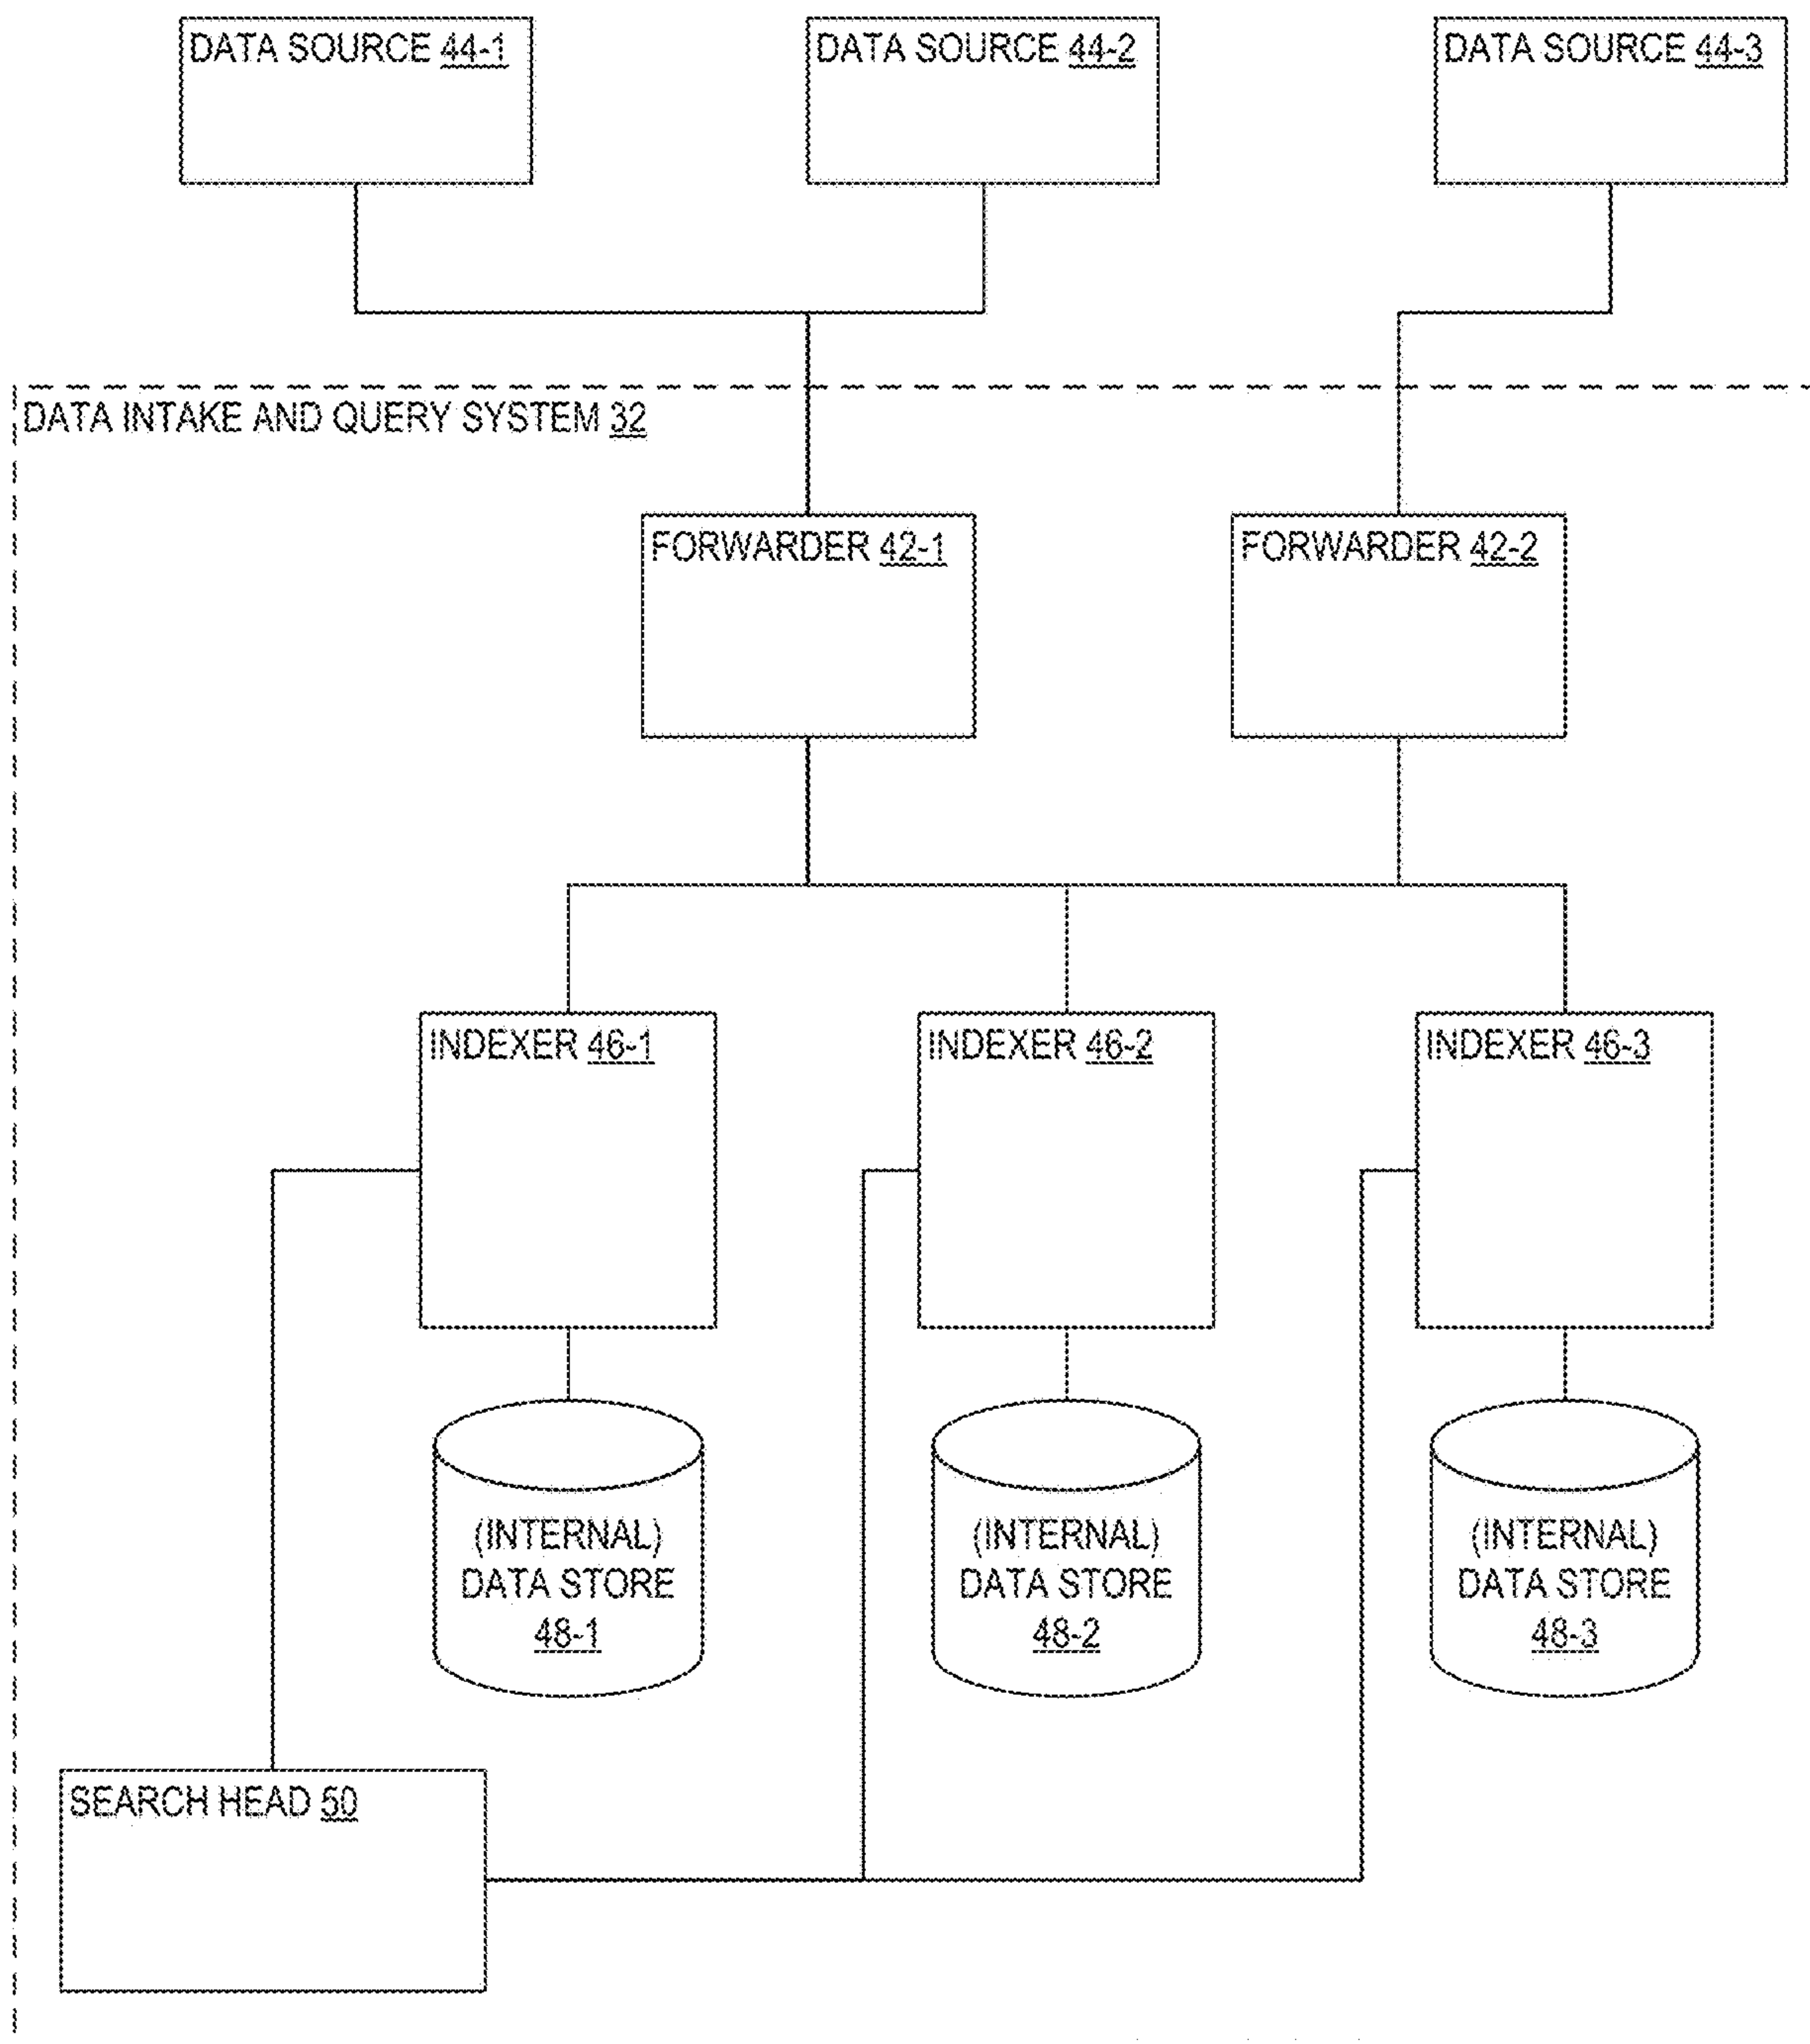 DATA SOURCE 44-1
DATA SOURCE 44-2
DATA SOURCE 44-3
DATA INTAKE AND QUERY SYSTEM 32
FORWARDER 42-1
FORWARDER 42-2
INDEXER 46-1
INDEXER 46-2
INDEXER 46-3
(INTERNAL)
DATA STORE
48-1
(INTERNAL)
DATA STORE
48-2
(INTERNAL)
DATA STORE
48-3
SEARCH HEAD 50